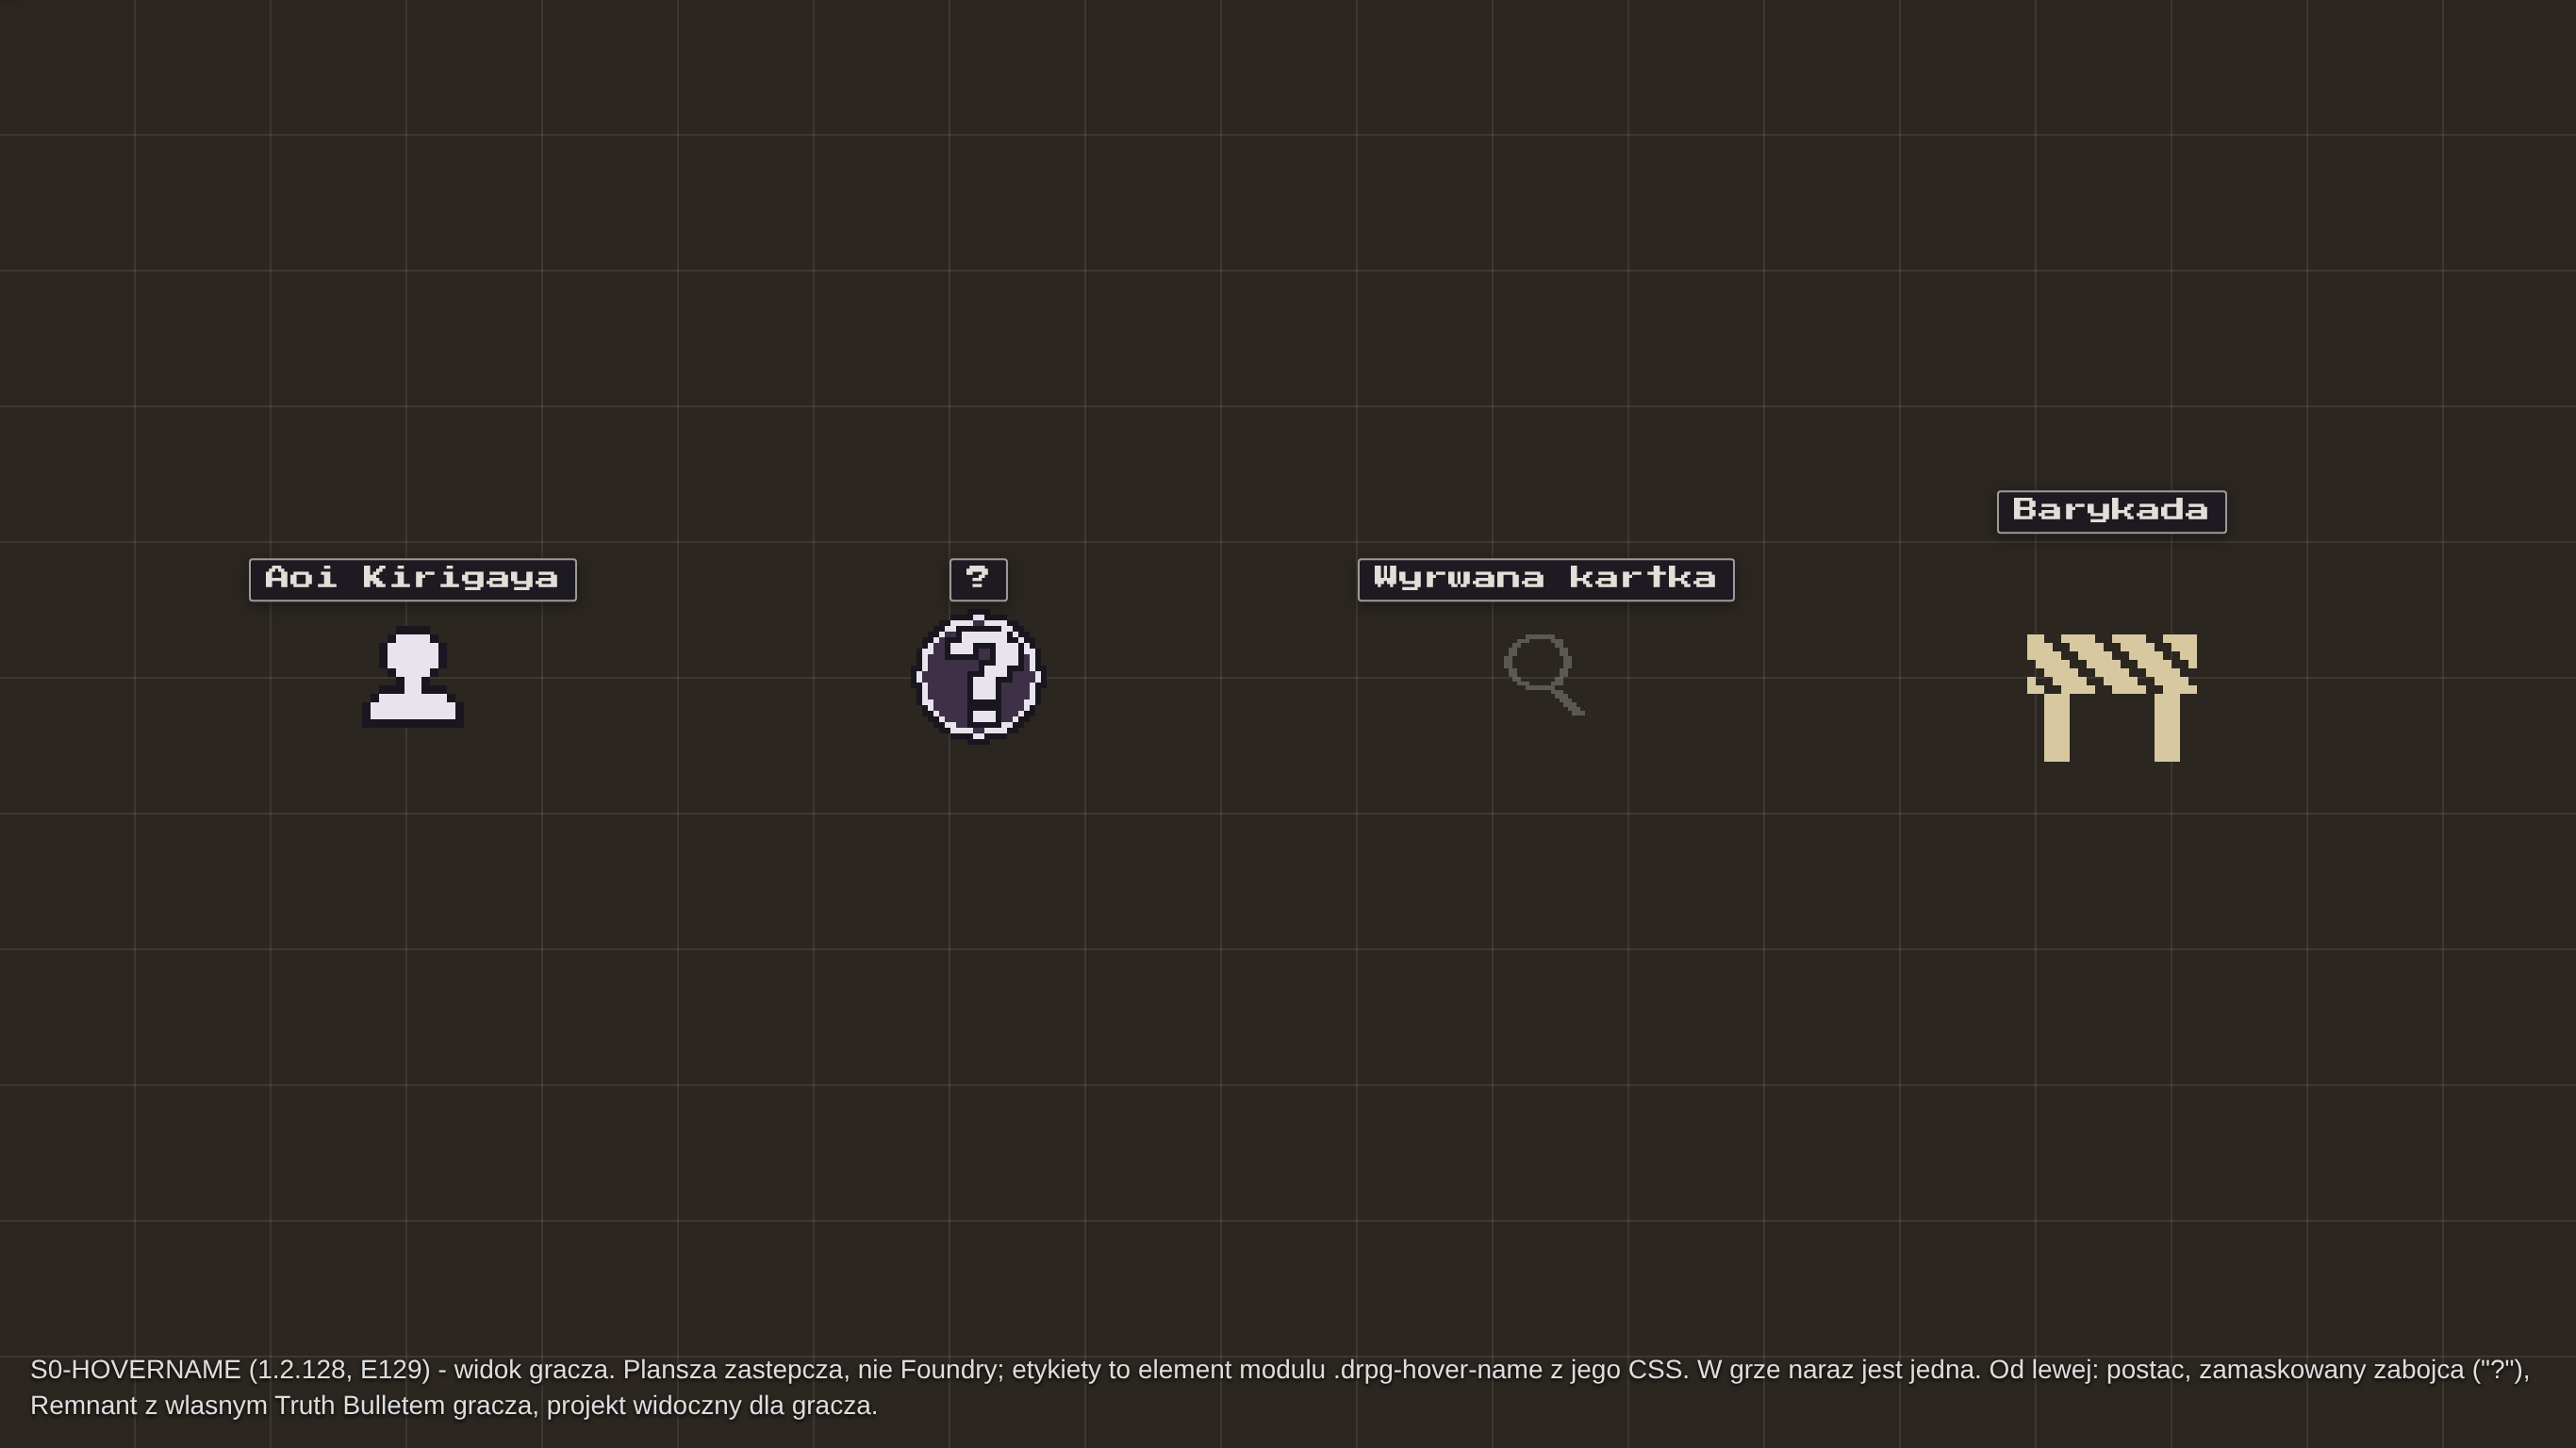 Barykada
Aoi Kirigaya
?
Wyrwana kartka
?
S0-HOVERNAME (1.2.128, E129) - widok gracza. Plansza zastepcza, nie Foundry; etykiety to element modulu .drpg-hover-name z jego CSS. W grze naraz jest jedna. Od lewej: postac, zamaskowany zabojca ("?"),
Remnant z wlasnym Truth Bulletem gracza, projekt widoczny dla gracza.